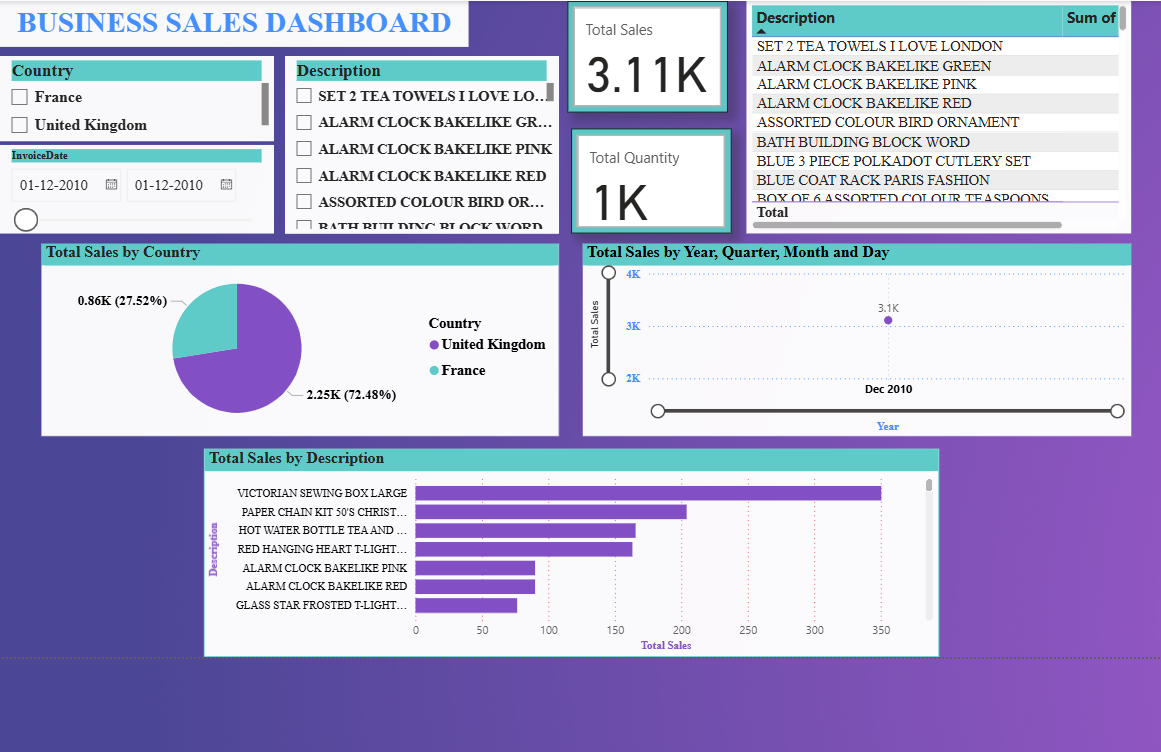 BUSINESS SALES DASHBOARD
Country
France
United Kingdom
InvoiceDate
01-12-2010
01-12-2010
Description
SET 2 TEA TOWELS I LOVE LO...
ALARM CLOCK BAKELIKE GR...
ALARM CLOCK BAKELIKE PINK
ALARM CLOCK BAKELIKE RED
ASSORTED COLOUR BIRD OR...
BATH BUILDING BLOCK WORD
Total Sales
3.11K
Total Quantity
1K
Description Sum of
SET 2 TEA TOWELS I LOVE LONDON
ALARM CLOCK BAKELIKE GREEN
ALARM CLOCK BAKELIKE PINK
ALARM CLOCK BAKELIKE RED
ASSORTED COLOUR BIRD ORNAMENT
BATH BUILDING BLOCK WORD
BLUE 3 PIECE POLKADOT CUTLERY SET
BLUE COAT RACK PARIS FASHION
BOX OF 6 ASSORTED COLOUR TEASPOONS
Total
Total Sales by Country
0.86K (27.52%)
2.25K (72.48%)
Country
United Kingdom
France
Total Sales by Year, Quarter, Month and Day
Total Sales
4K
3K
2K
3.1K
Dec 2010
Year
Total Sales by Description
Description
VICTORIAN SEWING BOX LARGE
PAPER CHAIN KIT 50'S CHRIST...
HOT WATER BOTTLE TEA AND ...
RED HANGING HEART T-LIGHT...
ALARM CLOCK BAKELIKE PINK
ALARM CLOCK BAKELIKE RED
GLASS STAR FROSTED T-LIGHT...
0 50 100 150 200 250 300 350
Total Sales